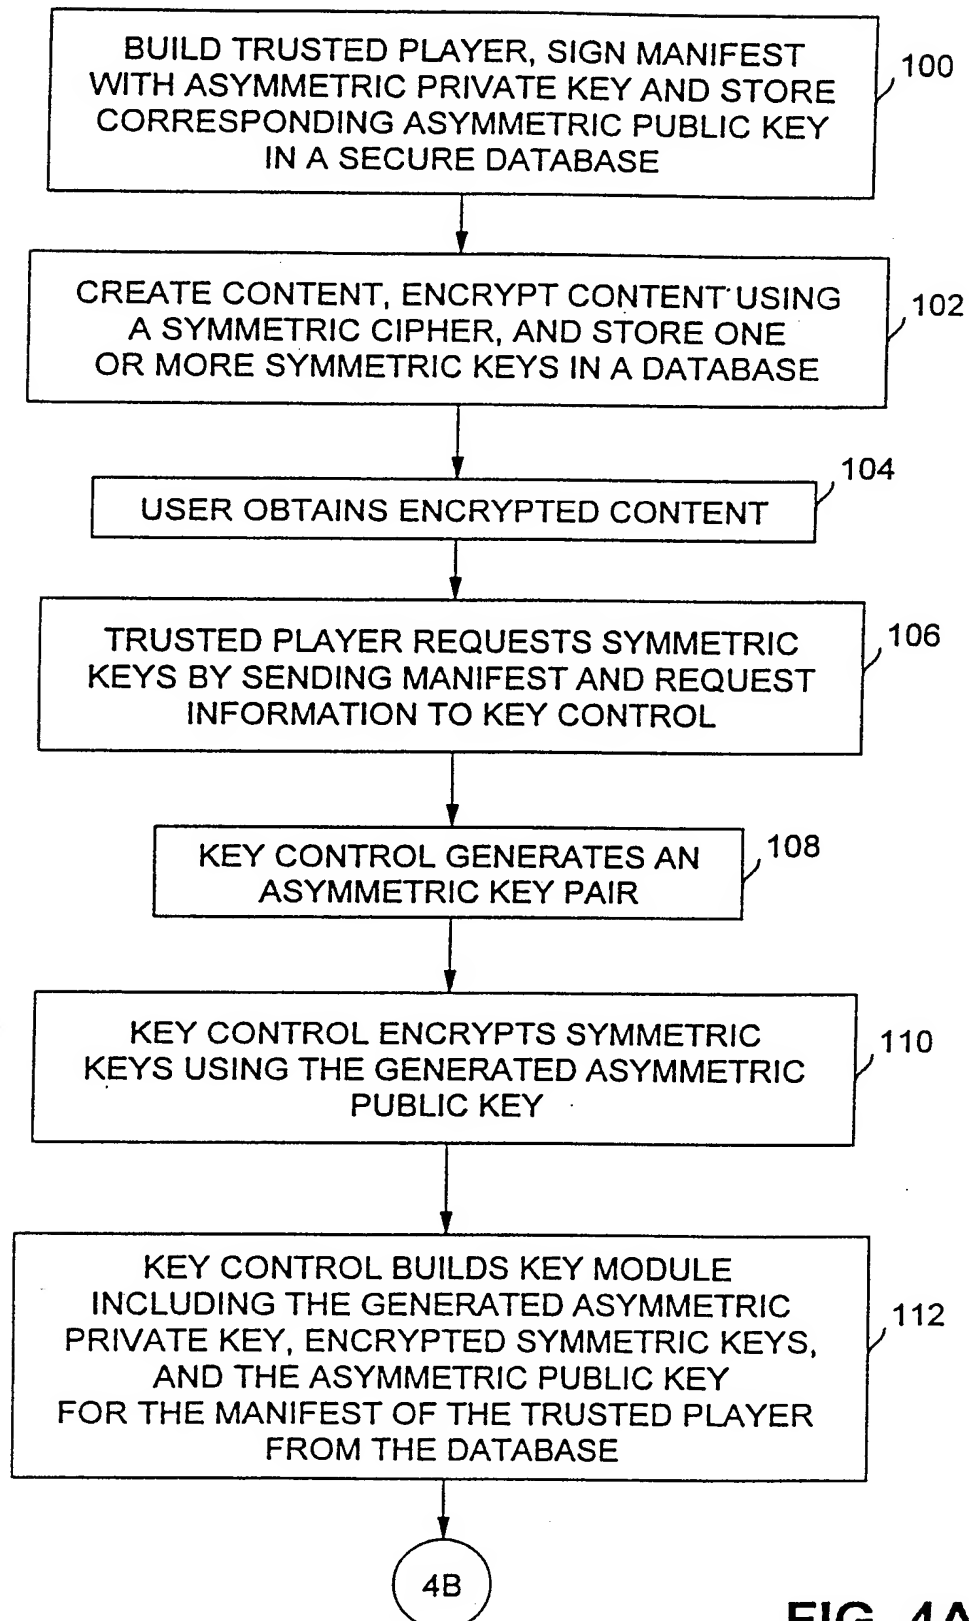 BUILD TRUSTED PLAYER, SIGN MANIFEST
WITH ASYMMETRIC PRIVATE KEY AND STORE
CORRESPONDING ASYMMETRIC PUBLIC KEY
IN A SECURE DATABASE
100
CREATE CONTENT, ENCRYPT CONTENT USING
A SYMMETRIC CIPHER, AND STORE ONE
OR MORE SYMMETRIC KEYS IN A DATABASE
102
104
USER OBTAINS ENCRYPTED CONTENT
TRUSTED PLAYER REQUESTS SYMMETRIC
KEYS BY SENDING MANIFEST AND REQUEST
INFORMATION TO KEY CONTROL
106
KEY CONTROL GENERATES AN
ASYMMETRIC KEY PAIR
108
KEY CONTROL ENCRYPTS SYMMETRIC
KEYS USING THE GENERATED ASYMMETRIC
PUBLIC KEY
110
KEY CONTROL BUILDS KEY MODULE
INCLUDING THE GENERATED ASYMMETRIC
PRIVATE KEY, ENCRYPTED SYMMETRIC KEYS,
AND THE ASYMMETRIC PUBLIC KEY
FOR THE MANIFEST OF THE TRUSTED PLAYER
FROM THE DATABASE
112
4B
FIG. 4A